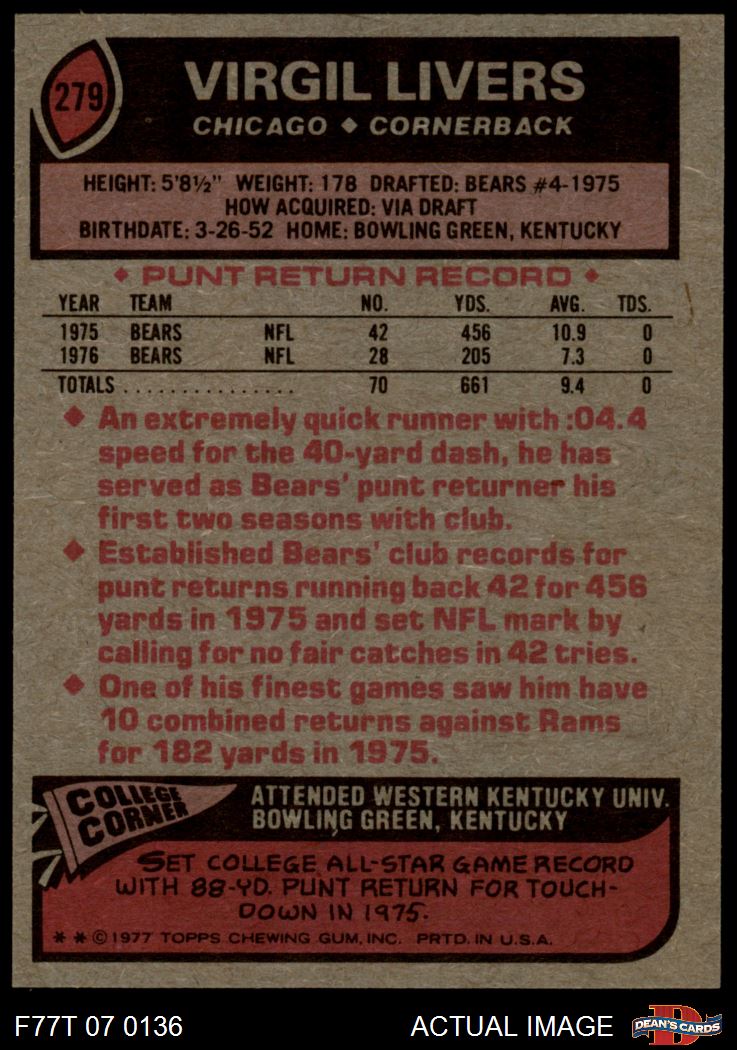 279
VIRGIL LIVERS
CHICAGO ♦ CORNERBACK
HEIGHT: 5'8½" WEIGHT: 178 DRAFTED: BEARS #4-1975
HOW ACQUIRED: VIA DRAFT
BIRTHDATE: 3-26-52 HOME: BOWLING GREEN, KENTUCKY
♦ PUNT RETURN RECORD ♦
YEAR TEAM NO. YDS. AVG. TDS.
1975 BEARS NFL 42 456 10.9 0
1976 BEARS NFL 28 205 7.3 0
TOTALS ................ 70 661 9.4 0
♦ An extremely quick runner with :04.4
speed for the 40-yard dash, he has
served as Bears' punt returner his
first two seasons with club.
♦ Established Bears' club records for
punt returns running back 42 for 456
yards in 1975 and set NFL mark by
calling for no fair catches in 42 tries.
♦ One of his finest games saw him have
10 combined returns against Rams
for 182 yards in 1975.
COLLEGE
CORNER
ATTENDED WESTERN KENTUCKY UNIV.
BOWLING GREEN, KENTUCKY
SET COLLEGE ALL-STAR GAME RECORD
WITH 88-YD. PUNT RETURN FOR TOUCH-
DOWN IN 1975.
* * © 1977 TOPPS CHEWING GUM, INC. PRTD. IN U.S.A.
F77T 07 0136 ACTUAL IMAGE
D
DEAN'S CARDS